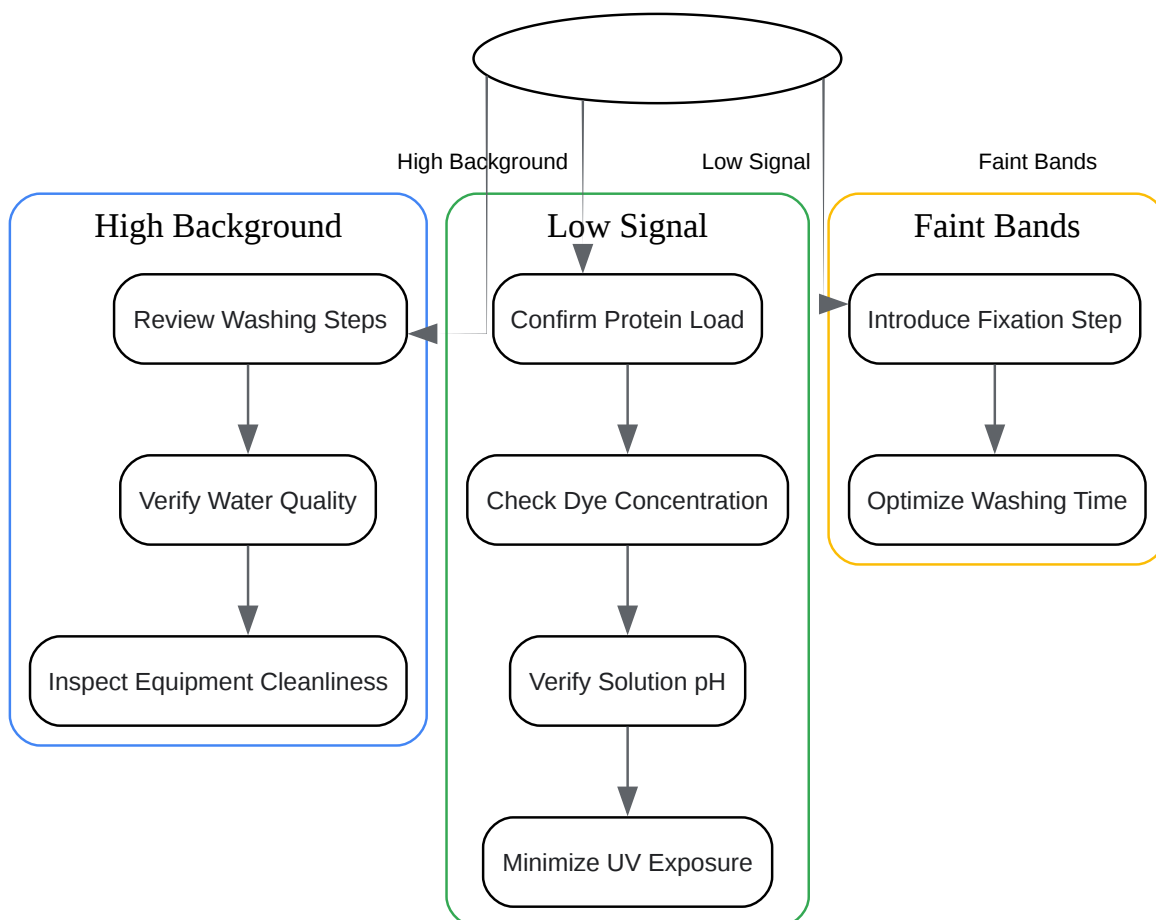 High Background
Low Signal
Faint Bands
High Background
Low Signal
Faint Bands
Review Washing Steps
Confirm Protein Load
Introduce Fixation Step
Verify Water Quality
Check Dye Concentration
Optimize Washing Time
Inspect Equipment Cleanliness
Verify Solution pH
Minimize UV Exposure